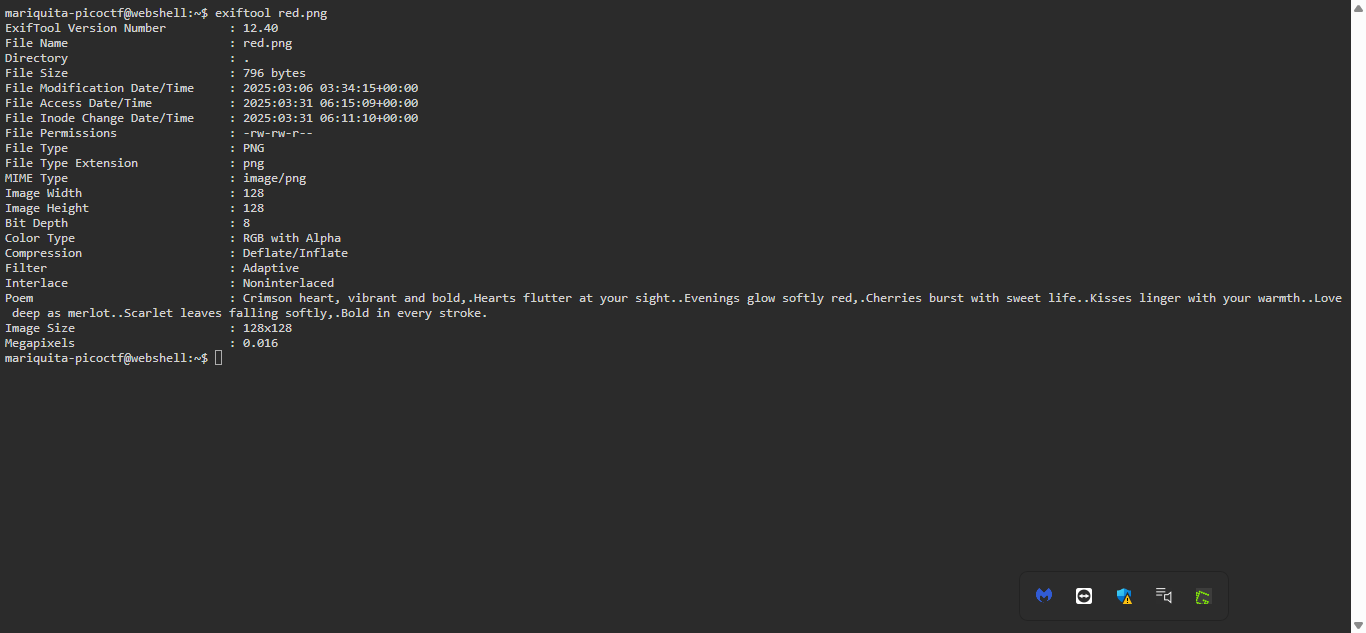 mariquita-picoctf@webshell:~$ exiftool red.png
ExifTool Version Number         : 12.40
File Name                       : red.png
Directory                       : .
File Size                       : 796 bytes
File Modification Date/Time     : 2025:03:06 03:34:15+00:00
File Access Date/Time           : 2025:03:31 06:15:09+00:00
File Inode Change Date/Time     : 2025:03:31 06:11:10+00:00
File Permissions                : -rw-rw-r--
File Type                       : PNG
File Type Extension             : png
MIME Type                       : image/png
Image Width                     : 128
Image Height                    : 128
Bit Depth                       : 8
Color Type                      : RGB with Alpha
Compression                     : Deflate/Inflate
Filter                          : Adaptive
Interlace                       : Noninterlaced
Poem                            : Crimson heart, vibrant and bold,.Hearts flutter at your sight..Evenings glow softly red,.Cherries burst with sweet life..Kisses linger with your warmth..Love
 deep as merlot..Scarlet leaves falling softly,.Bold in every stroke.
Image Size                      : 128x128
Megapixels                      : 0.016
mariquita-picoctf@webshell:~$